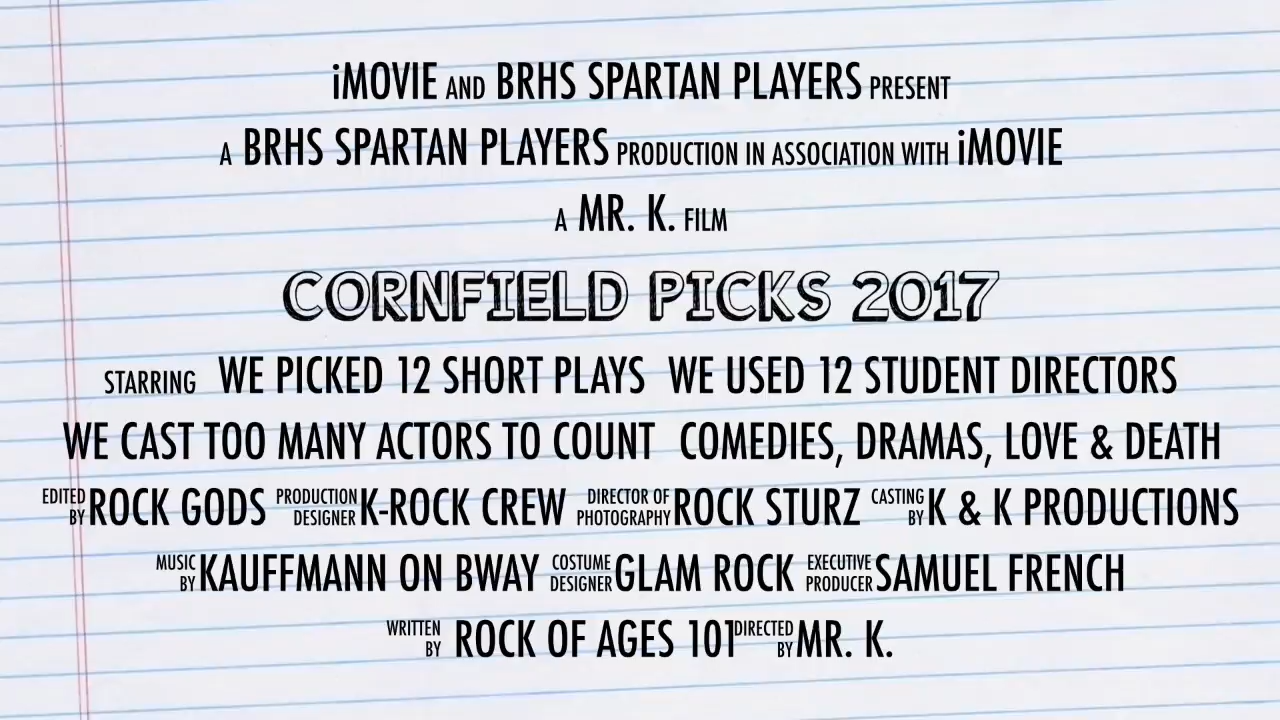 iMOVIE AND BRHS SPARTAN PLAYERS PRESENT
A BRHS SPARTAN PLAYERS PRODUCTION IN ASSOCIATION WITH iMOVIE
A MR. K. FILM
CORNFIELD PICKS 2017
STARRING WE PICKED 12 SHORT PLAYS WE USED 12 STUDENT DIRECTORS
WE CAST TOO MANY ACTORS TO COUNT COMEDIES, DRAMAS, LOVE & DEATH
EDITED BY ROCK GODS PRODUCTION DESIGNER K-ROCK CREW DIRECTOR OF PHOTOGRAPHY ROCK STURZ CASTING BY K & K PRODUCTIONS
MUSIC BY KAUFFMANN ON BWAY COSTUME DESIGNER GLAM ROCK EXECUTIVE PRODUCER SAMUEL FRENCH
WRITTEN BY ROCK OF AGES 101 DIRECTED BY MR. K.